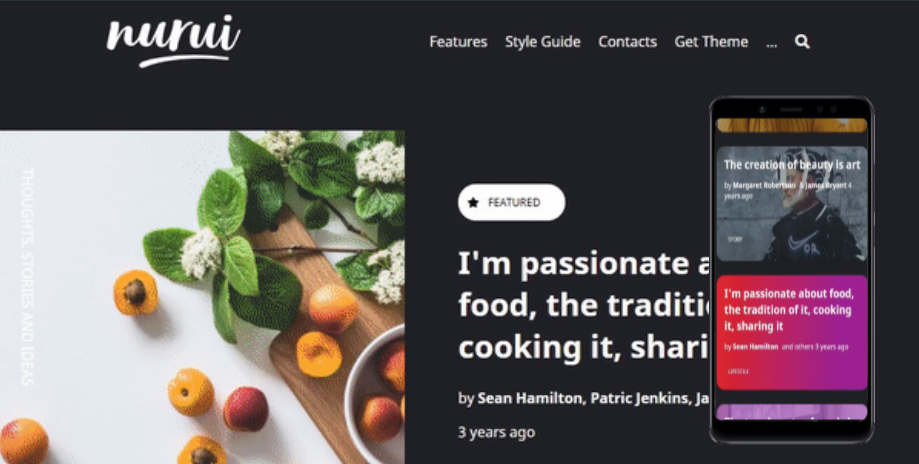 nurui
Features Style Guide Contacts Get Theme ...
THOUGHTS, STORIES AND IDEAS
FEATURED
I'm passionate a
food, the traditi
cooking it, shari
by Sean Hamilton, Patric Jenkins, Ja
3 years ago
The creation of beauty is art
by Margaret Robertson & James Bryant 4
years ago
STORY
I'm passionate about food,
the tradition of it, cooking
it, sharing it
by Sean Hamilton and others 3 years ago
LIFESTYLE